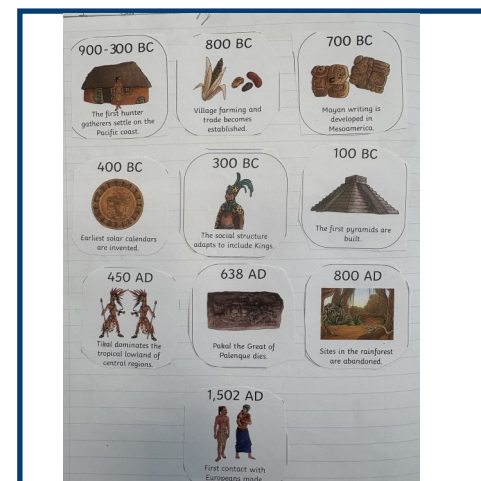 900-300 BC
The first hunter
gatherers settle on the
Pacific coast.
800 BC
Village farming and
trade becomes
established.
700 BC
Mayan writing is
developed in
Mesoamerica.
400 BC
Earliest solar calendars
are invented.
300 BC
The social structure
adapts to include Kings.
100 BC
The first pyramids are
built.
450 AD
Tikal dominates the
tropical lowland of
central regions.
638 AD
Pakal the Great of
Palenque dies.
800 AD
Sites in the rainforest
are abandoned.
1,502 AD
First contact with
Europeans made.